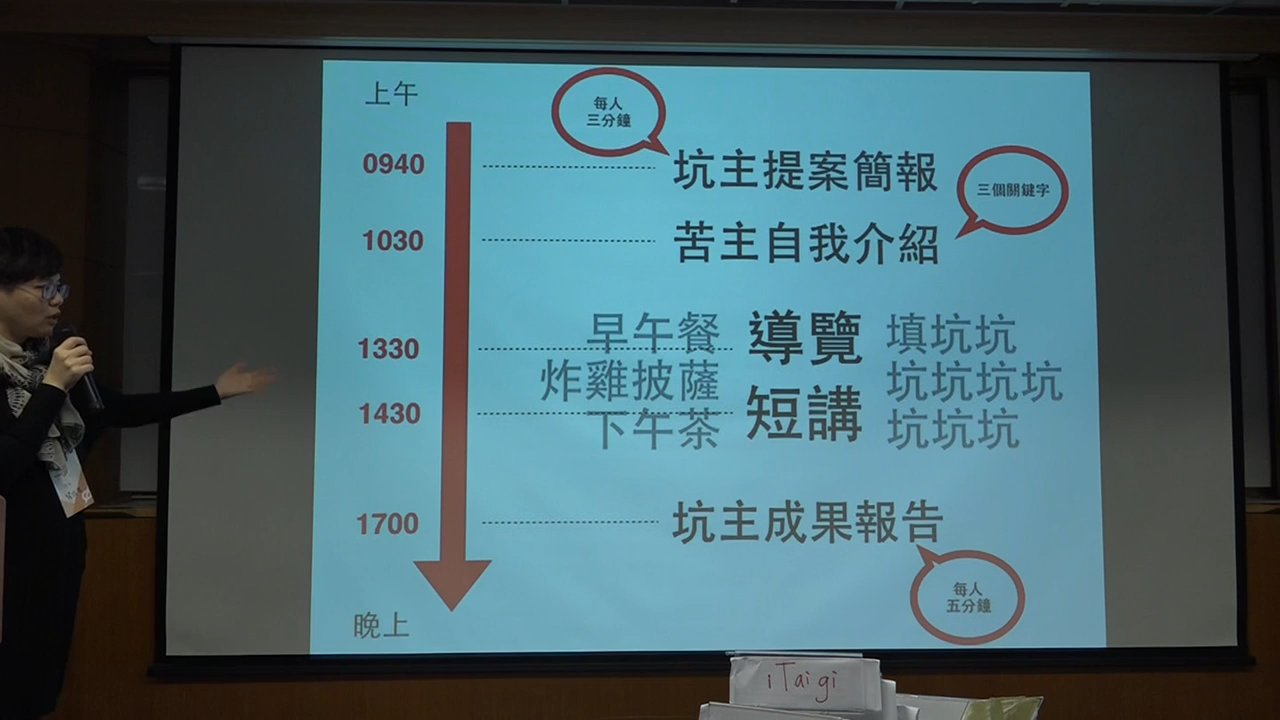 上午
每人
三分鐘
0940
坑主提案簡報
三個關鍵字
1030
苦主自我介紹
1330
早午餐
導覽
填坑坑
炸雞披薩
坑坑坑坑
1430
下午茶
短講
坑坑坑
1700
坑主成果報告
每人
五分鐘
晚上
iTaigi